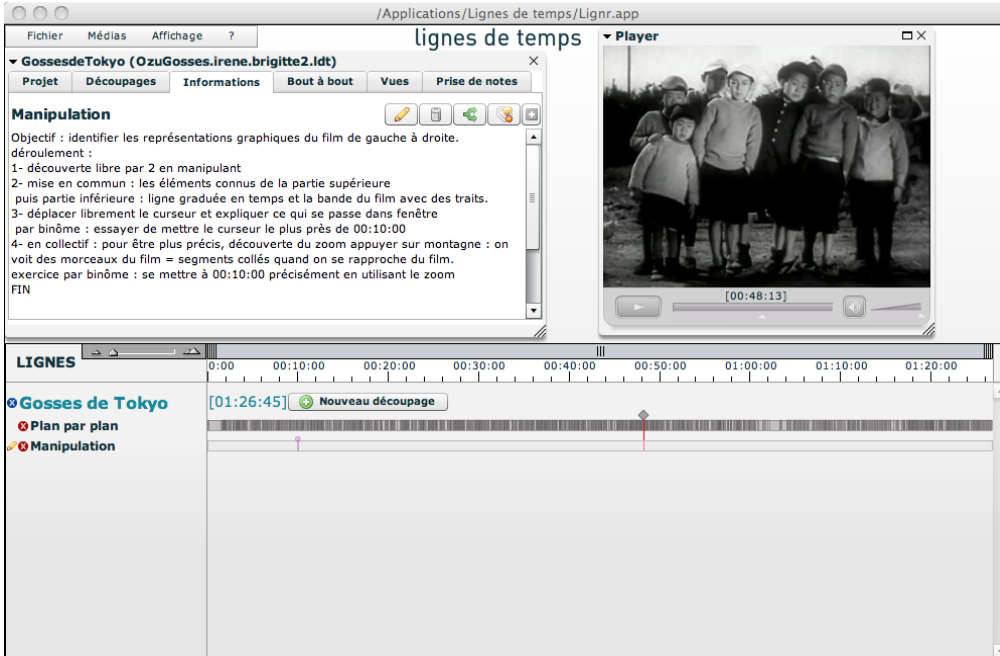 /Applications/Lignes de temps/Lignr.app
Fichier Médias Affichage ?
lignes de temps
Player
GossesdeTokyo (OzuGosses.irene.brigitte2.ldt)
Projet Découpages Informations Bout à bout Vues Prise de notes
Manipulation
Objectif : identifier les représentations graphiques du film de gauche à droite.
déroulement :
1- découverte libre par 2 en manipulant
2- mise en commun : les éléments connus de la partie supérieure
puis partie inférieure : ligne graduée en temps et la bande du film avec des traits.
3- déplacer librement le curseur et expliquer ce qui se passe dans fenêtre
par binôme : essayer de mettre le curseur le plus près de 00:10:00
4- en collectif : pour être plus précis, découverte du zoom appuyer sur montagne : on
voit des morceaux du film = segments collés quand on se rapproche du film.
exercice par binôme : se mettre à 00:10:00 précisément en utilisant le zoom
FIN
[00:48:13]
LIGNES
0:00 00:10:00 00:20:00 00:30:00 00:40:00 00:50:00 01:00:00 01:10:00 01:20:00
Gosses de Tokyo [01:26:45] Nouveau découpage
Plan par plan
Manipulation